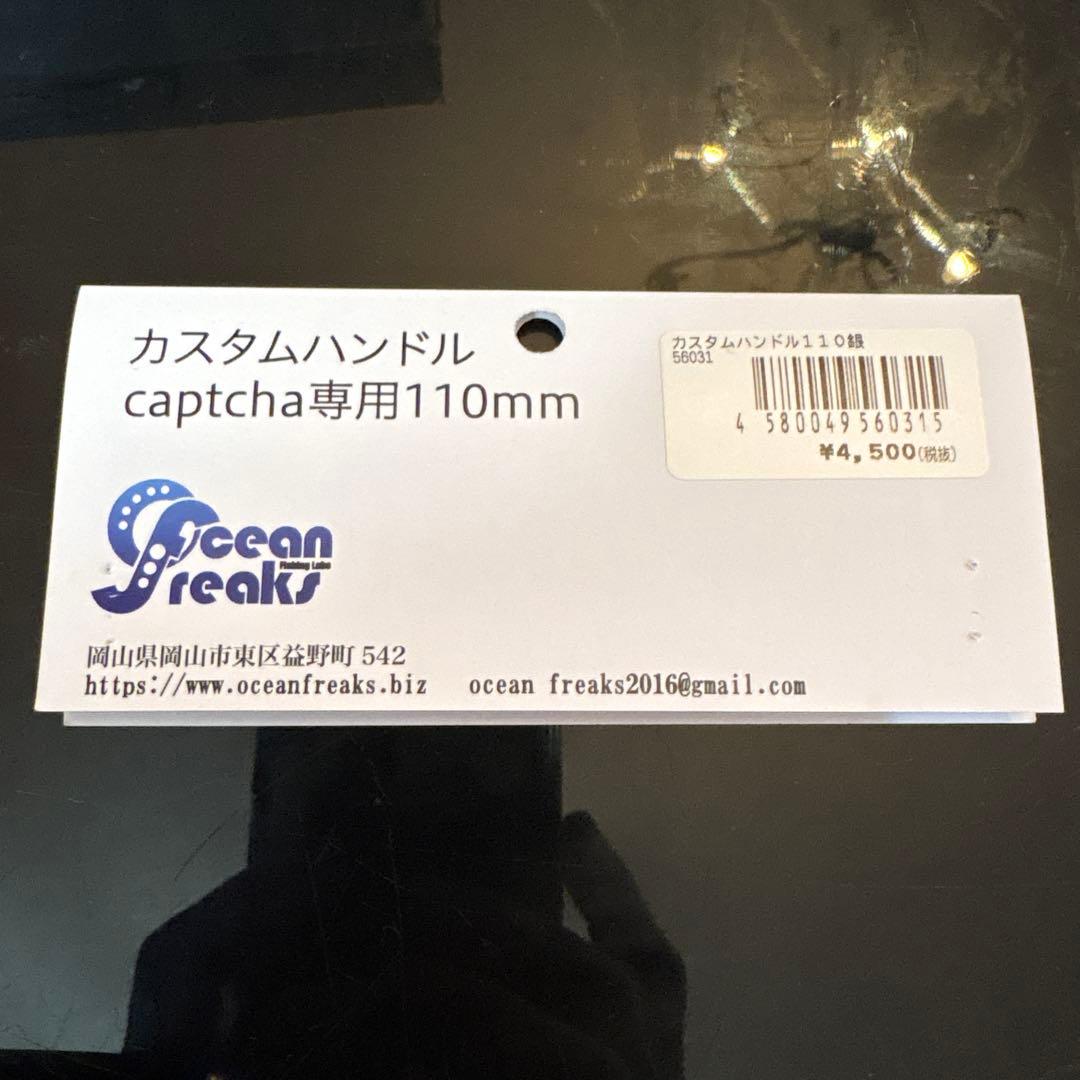 カスタムハンドル
captcha専用110mm
カスタムハンドル110銀
56031
4 580049 560315
¥4,500(税抜)
Ocean
Fishing Labo
Freaks
岡山県岡山市東区益野町 542
https://www.oceanfreaks.biz ocean freaks2016@gmail.com